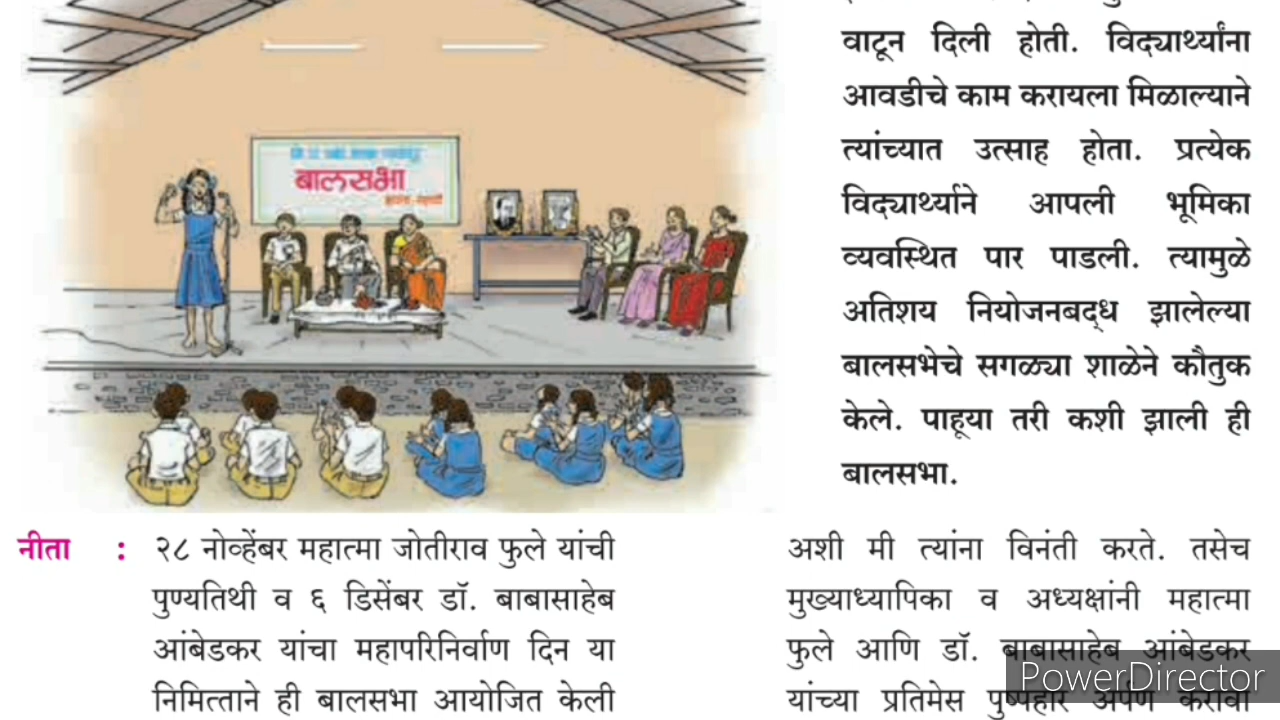 बालसभा
वाटून दिली होती. विद्यार्थ्यांना
आवडीचे काम करायला मिळाल्याने
त्यांच्यात उत्साह होता. प्रत्येक
विद्यार्थ्याने आपली भूमिका
व्यवस्थित पार पाडली. त्यामुळे
अतिशय नियोजनबद्ध झालेल्या
बालसभेचे सगळ्या शाळेने कौतुक
केले. पाहूया तरी कशी झाली ही
बालसभा.
नीता : २८ नोव्हेंबर महात्मा जोतीराव फुले यांची
पुण्यतिथी व ६ डिसेंबर डॉ. बाबासाहेब
आंबेडकर यांचा महापरिनिर्वाण दिन या
निमित्ताने ही बालसभा आयोजित केली
अशी मी त्यांना विनंती करते. तसेच
मुख्याध्यापिका व अध्यक्षांनी महात्मा
फुले आणि डॉ. बाबासाहेब आंबेडकर
यांच्या प्रतिमेस पुष्पहार अर्पण करावा
PowerDirector